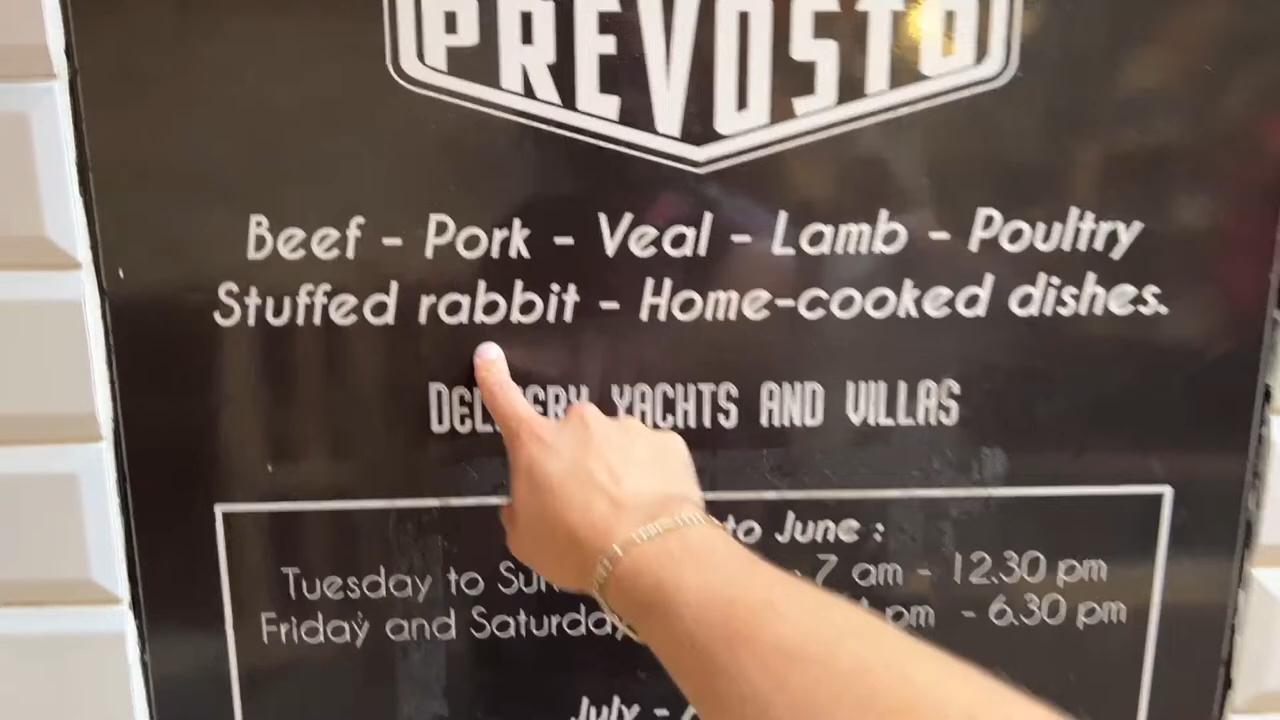 PREVOSTO
Beef - Pork - Veal - Lamb - Poultry
Stuffed rabbit - Home-cooked dishes.
DELIVERY YACHTS AND VILLAS
to June :
Tuesday to 7 am - 12.30 pm
Friday and Saturday pm - 6.30 pm
July -